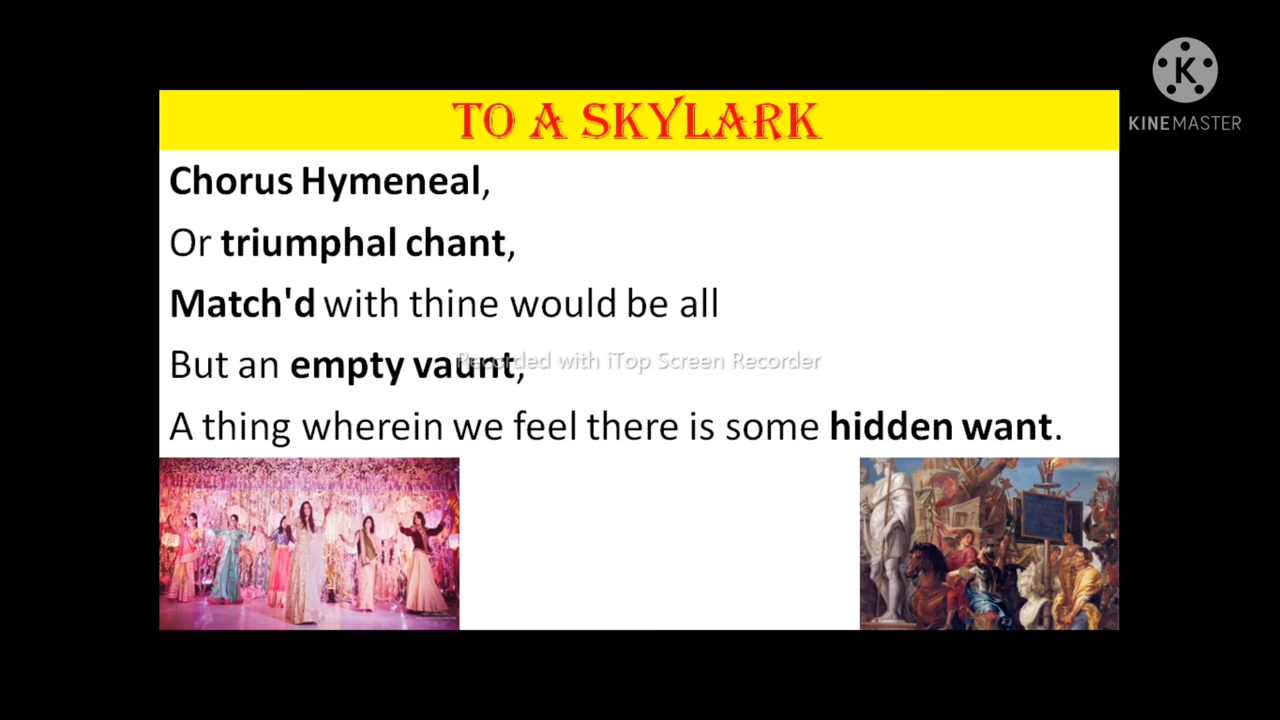 TO A SKYLARK
K
KINEMASTER
Chorus Hymeneal,
Or triumphal chant,
Match'd with thine would be all
But an empty vaunt,
Recorded with iTop Screen Recorder
A thing wherein we feel there is some hidden want.